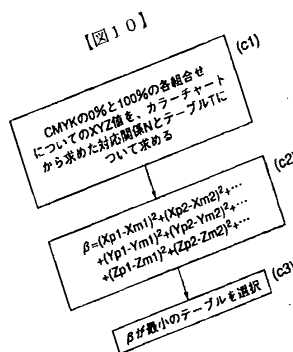 【図10】
(c1)
CMYKの0%と100%の各組合せ
についてのXYZ値を、カラーチャート
から求めた対応関係NとテーブルTに
ついて求める
(c2)
β=(Xp1-Xm1)²+(Xp2-Xm2)²+…
+(Yp1-Ym1)²+(Yp2-Ym2)²+…
+(Zp1-Zm1)²+(Zp2-Zm2)²+…
(c3)
βが最小のテーブルを選択